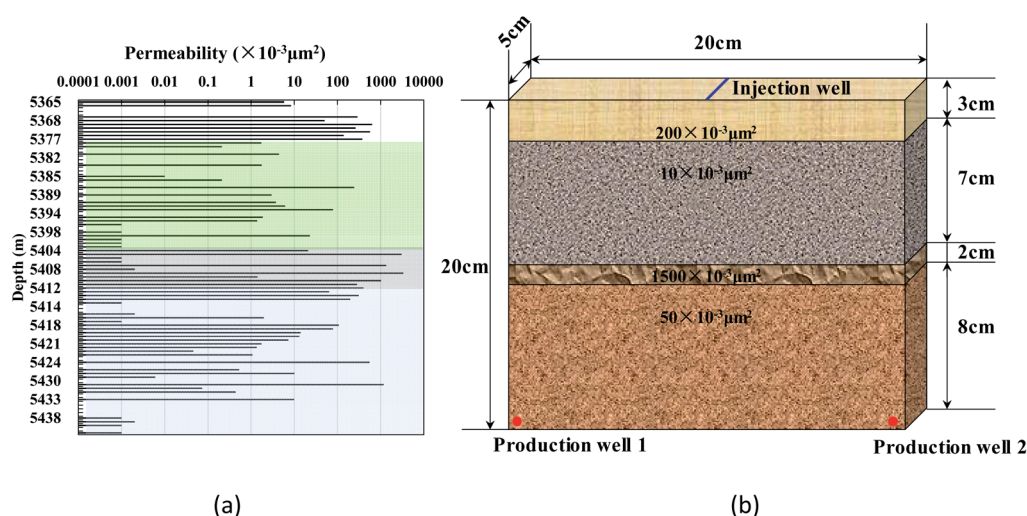 Permeability (×10⁻³μm²)
0.0001 0.001 0.01 0.1 1 10 100 1000 10000
Depth (m)
5365
5368
5377
5382
5385
5389
5394
5398
5404
5408
5412
5414
5418
5421
5424
5430
5433
5438
(a)
20cm
5cm
Injection well
3cm
200×10⁻³μm²
10×10⁻³μm²
7cm
2cm
20cm
1500×10⁻³μm²
50×10⁻³μm²
8cm
Production well 1
Production well 2
(b)